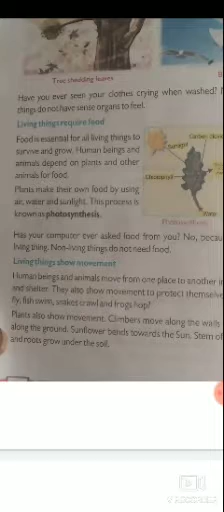 Tree shedding leaves
B
Have you ever seen your clothes crying when washed?
things do not have sense organs to feel.
Living things require food
Food is essential for all living things to
survive and grow. Human beings and
animals depend on plants and other
animals for food.
Plants make their own food by using
air, water and sunlight. This process is
known as photosynthesis.
Carbon
Sunlight
Chlorophyll
Water
Photosynthesis
Has your computer ever asked food from you? No, becau
living thing. Non-living things do not need food.
Living things show movement
Human beings and animals move from one place to another
and shelter. They also show movement to protect themselve
fly, fish swim, snakes crawl and frogs hop?
Plants also show movement. Climbers move along the walls
along the ground. Sunflower bends towards the Sun. Stem of
and roots grow under the soil.